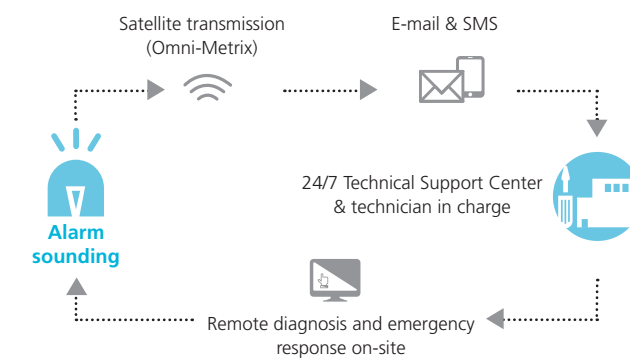 Satellite transmission
(Omni-Metrix)
E-mail & SMS
24/7 Technical Support Center
& technician in charge
Alarm
sounding
Remote diagnosis and emergency
response on-site